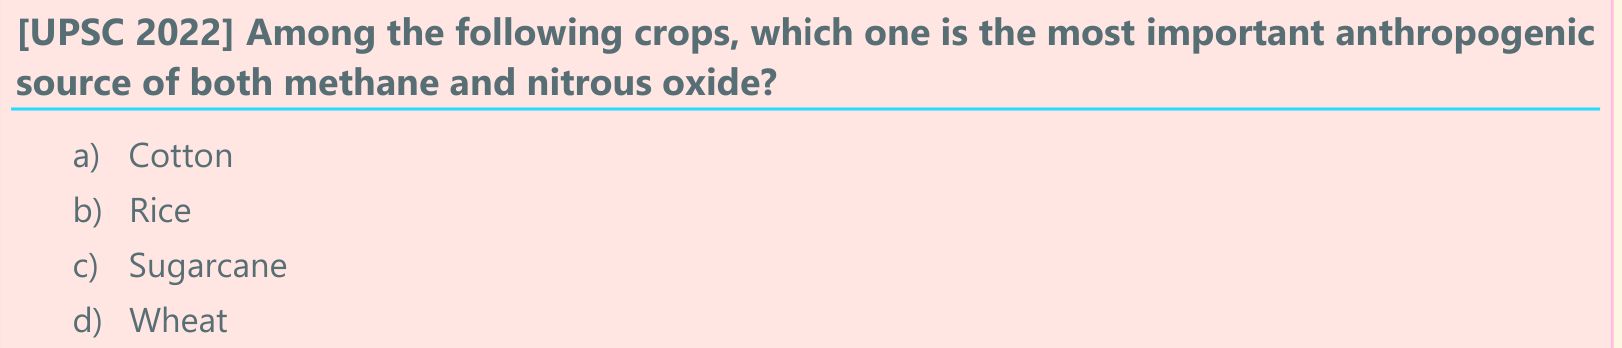 [UPSC 2022] Among the following crops, which one is the most important anthropogenic
source of both methane and nitrous oxide?
a) Cotton
b) Rice
c) Sugarcane
d) Wheat